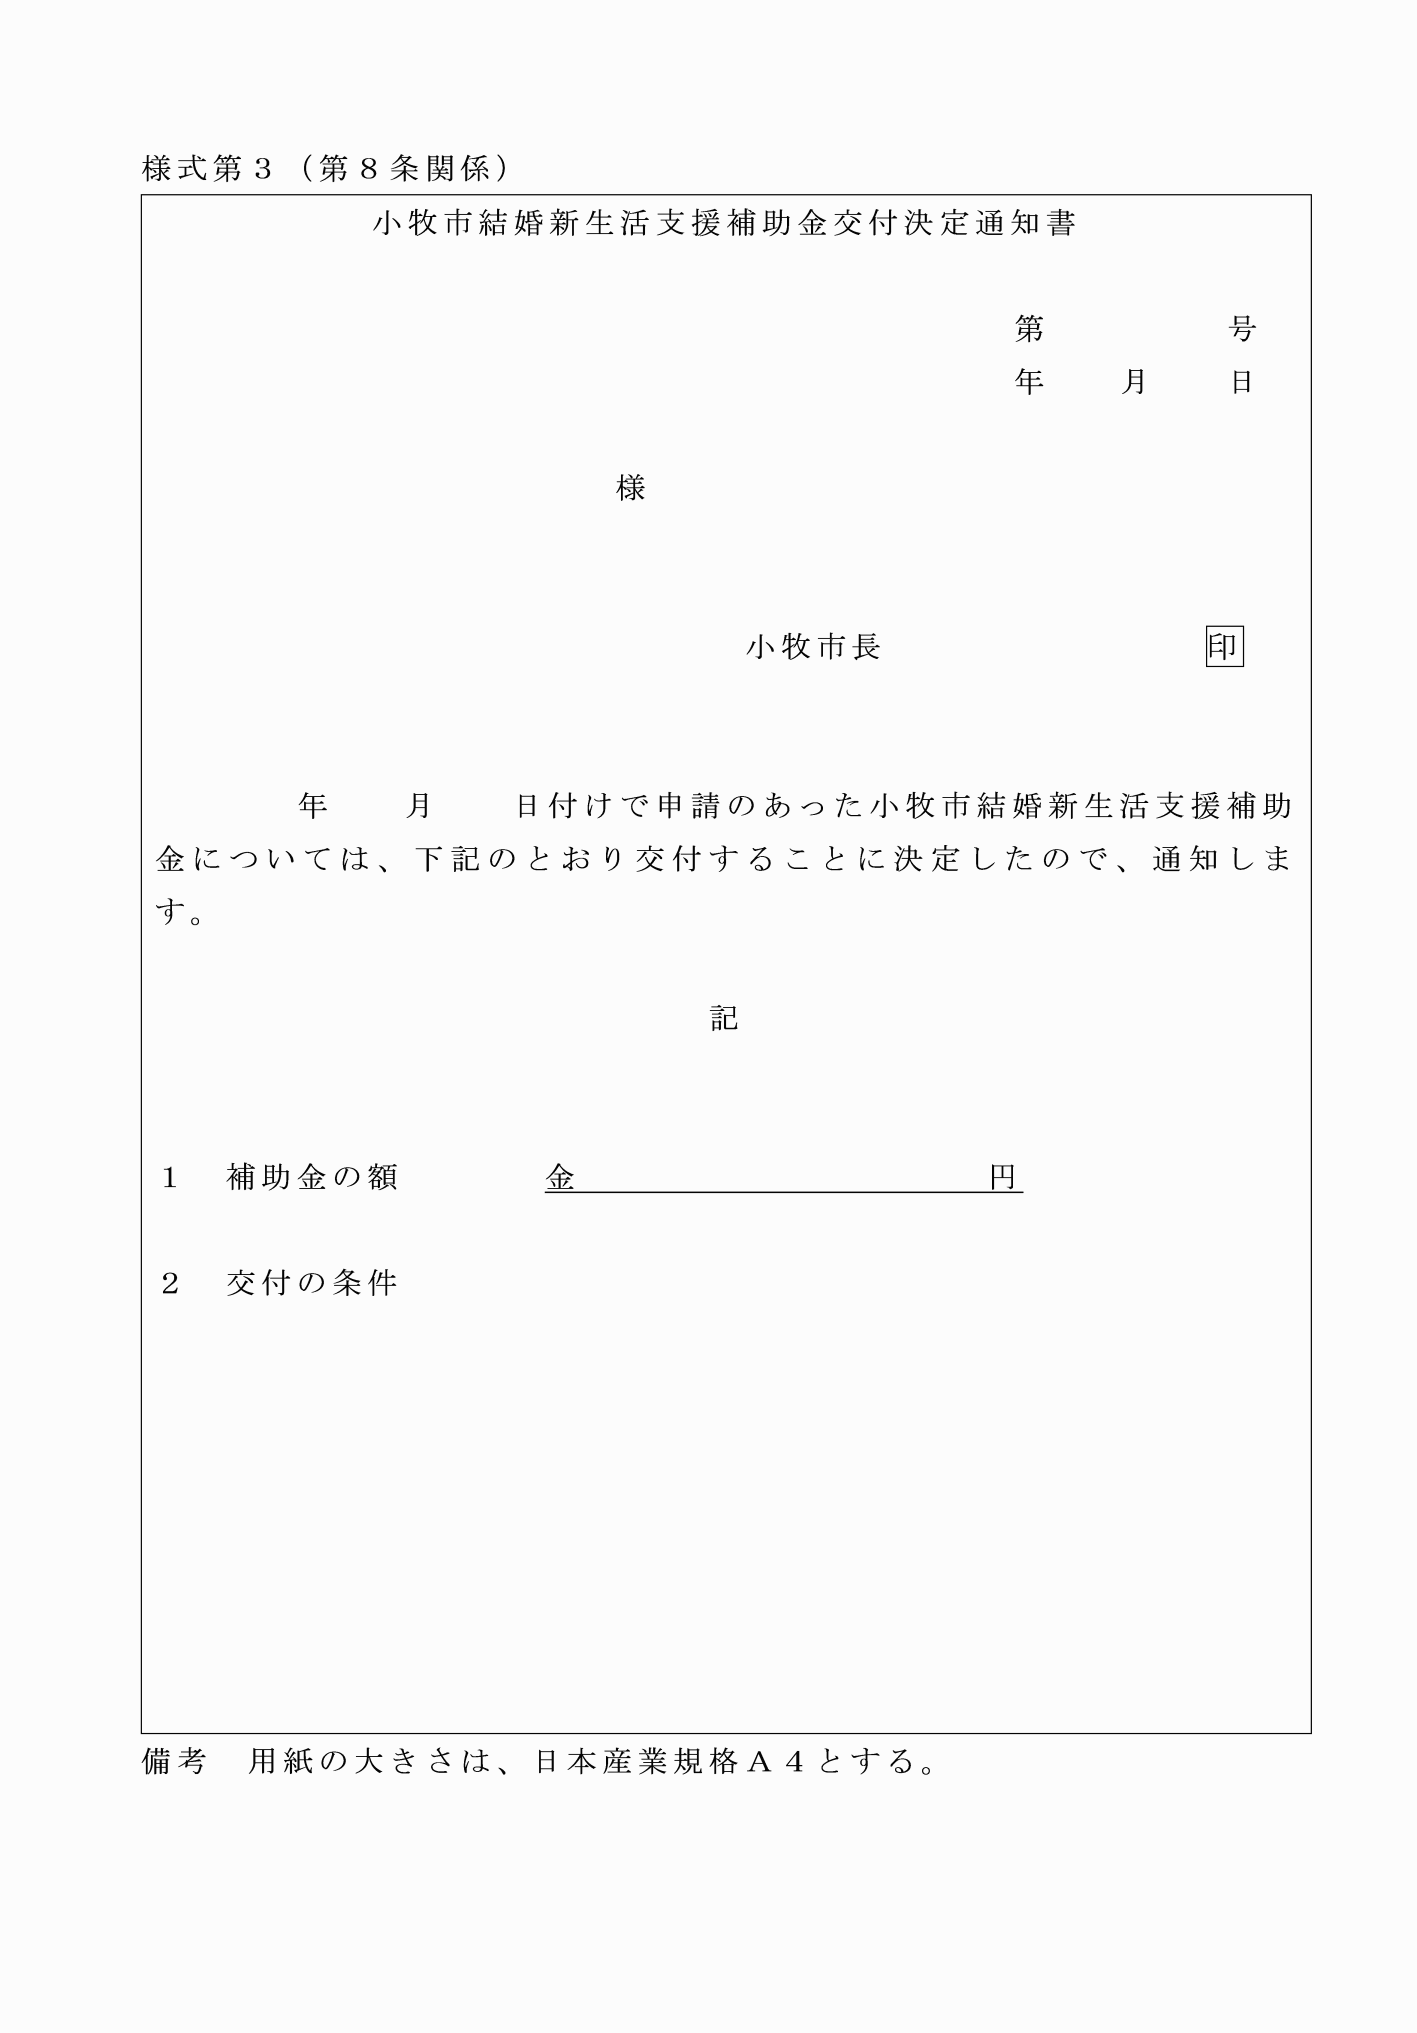 様式第３（第８条関係）
小牧市結婚新生活支援補助金交付決定通知書
第　　　　　号
年　　月　　日
様
小牧市長　　　　　　　　　印
年　　月　　日付けで申請のあった小牧市結婚新生活支援補助
金については、下記のとおり交付することに決定したので、通知しま
す。
記
１　補助金の額　　　　金　　　　　　　　　　　円
２　交付の条件
備考　用紙の大きさは、日本産業規格Ａ４とする。